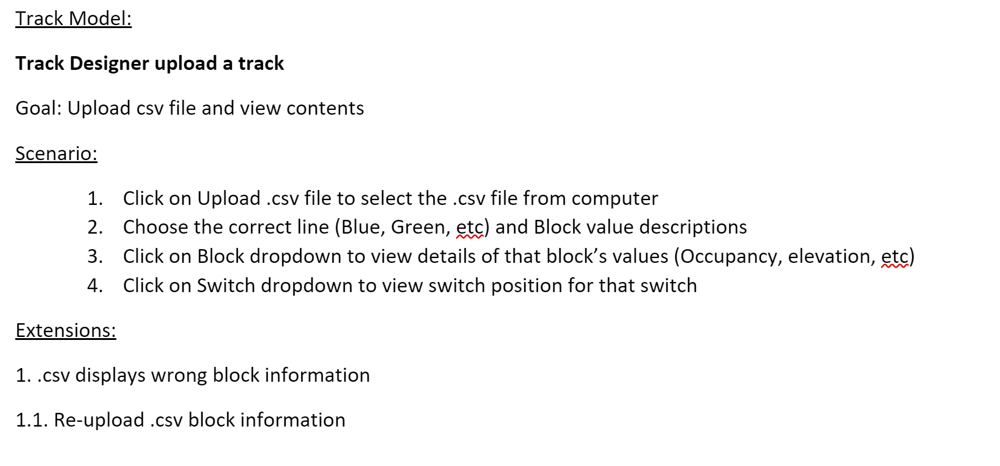 Track Model:
Track Designer upload a track
Goal: Upload csv file and view contents
Scenario:
1. Click on Upload .csv file to select the .csv file from computer
2. Choose the correct line (Blue, Green, etc) and Block value descriptions
3. Click on Block dropdown to view details of that block’s values (Occupancy, elevation, etc)
4. Click on Switch dropdown to view switch position for that switch
Extensions:
1. .csv displays wrong block information
1.1. Re-upload .csv block information